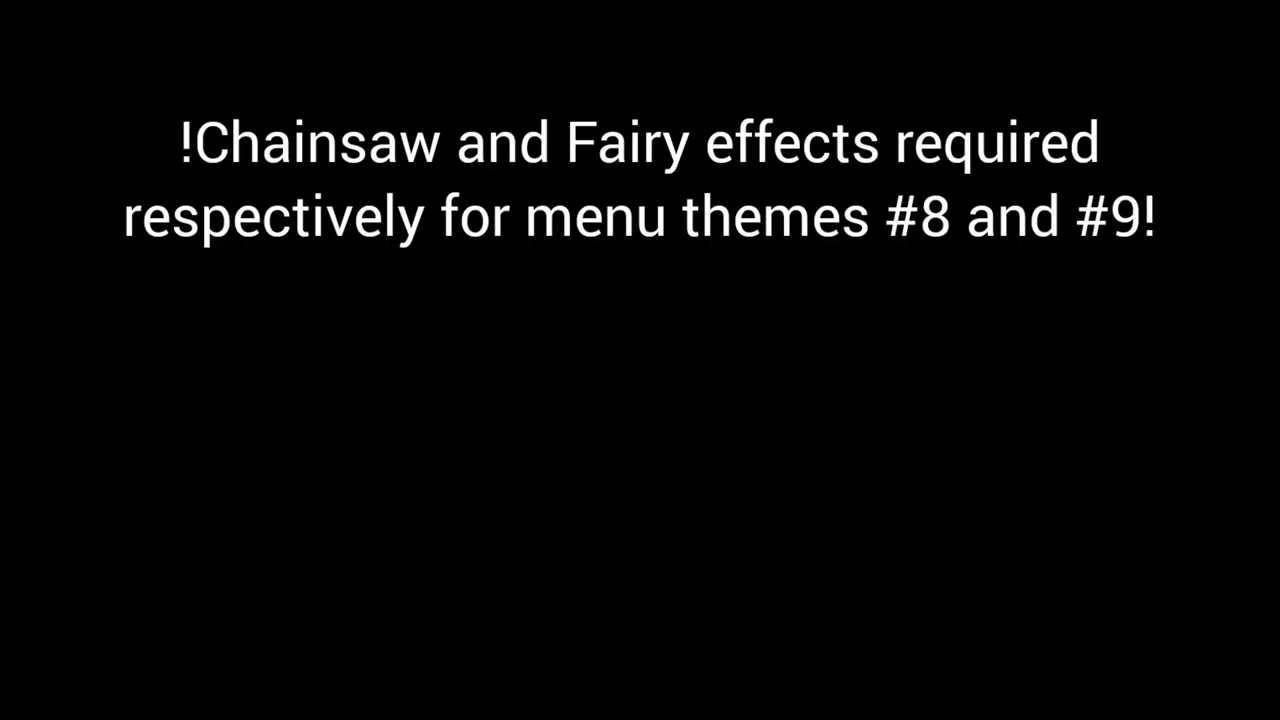 !Chainsaw and Fairy effects required
respectively for menu themes #8 and #9!